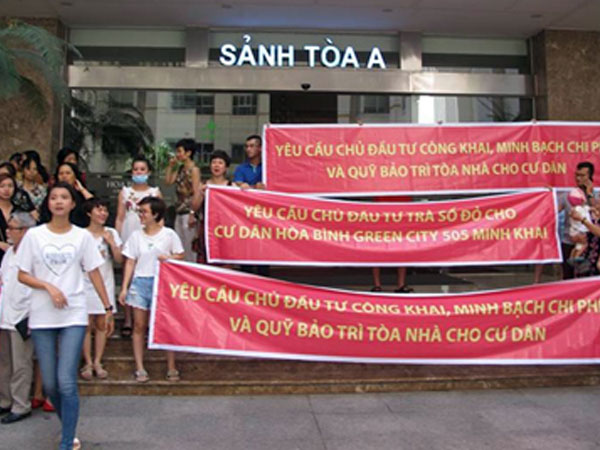 SẢNH TÒA A
YÊU CẦU CHỦ ĐẦU TƯ CÔNG KHAI, MINH BẠCH CHI PH
VÀ QUỸ BẢO TRÌ TÒA NHÀ CHO CƯ DÂN
YÊU CẦU CHỦ ĐẦU TƯ TRẢ SỔ ĐỎ CHO
CƯ DÂN HÒA BÌNH GREEN CITY 505 MINH KHAI
YÊU CẦU CHỦ ĐẦU TƯ CÔNG KHAI, MINH BẠCH CHI PH
VÀ QUỸ BẢO TRÌ TÒA NHÀ CHO CƯ DÂN